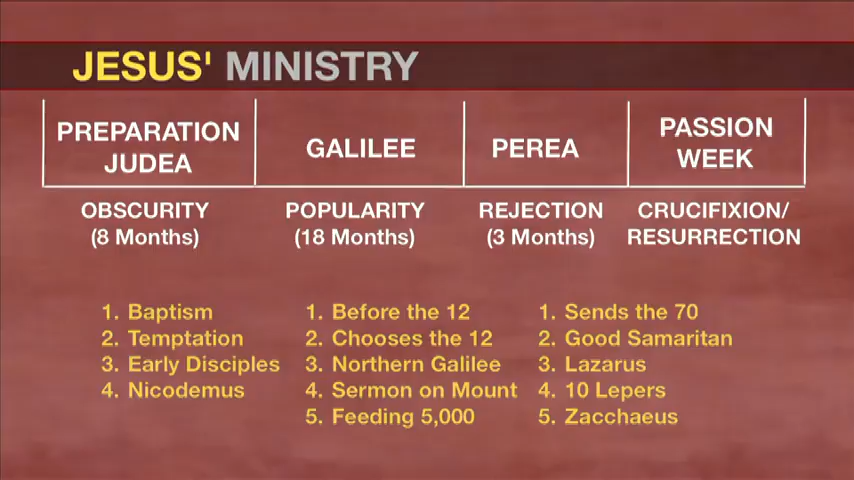 JESUS' MINISTRY
PREPARATION
JUDEA
GALILEE
PEREA
PASSION
WEEK
OBSCURITY
(8 Months)
POPULARITY
(18 Months)
REJECTION
(3 Months)
CRUCIFIXION/
RESURRECTION
1. Baptism
2. Temptation
3. Early Disciples
4. Nicodemus
1. Before the 12
2. Chooses the 12
3. Northern Galilee
4. Sermon on Mount
5. Feeding 5,000
1. Sends the 70
2. Good Samaritan
3. Lazarus
4. 10 Lepers
5. Zacchaeus